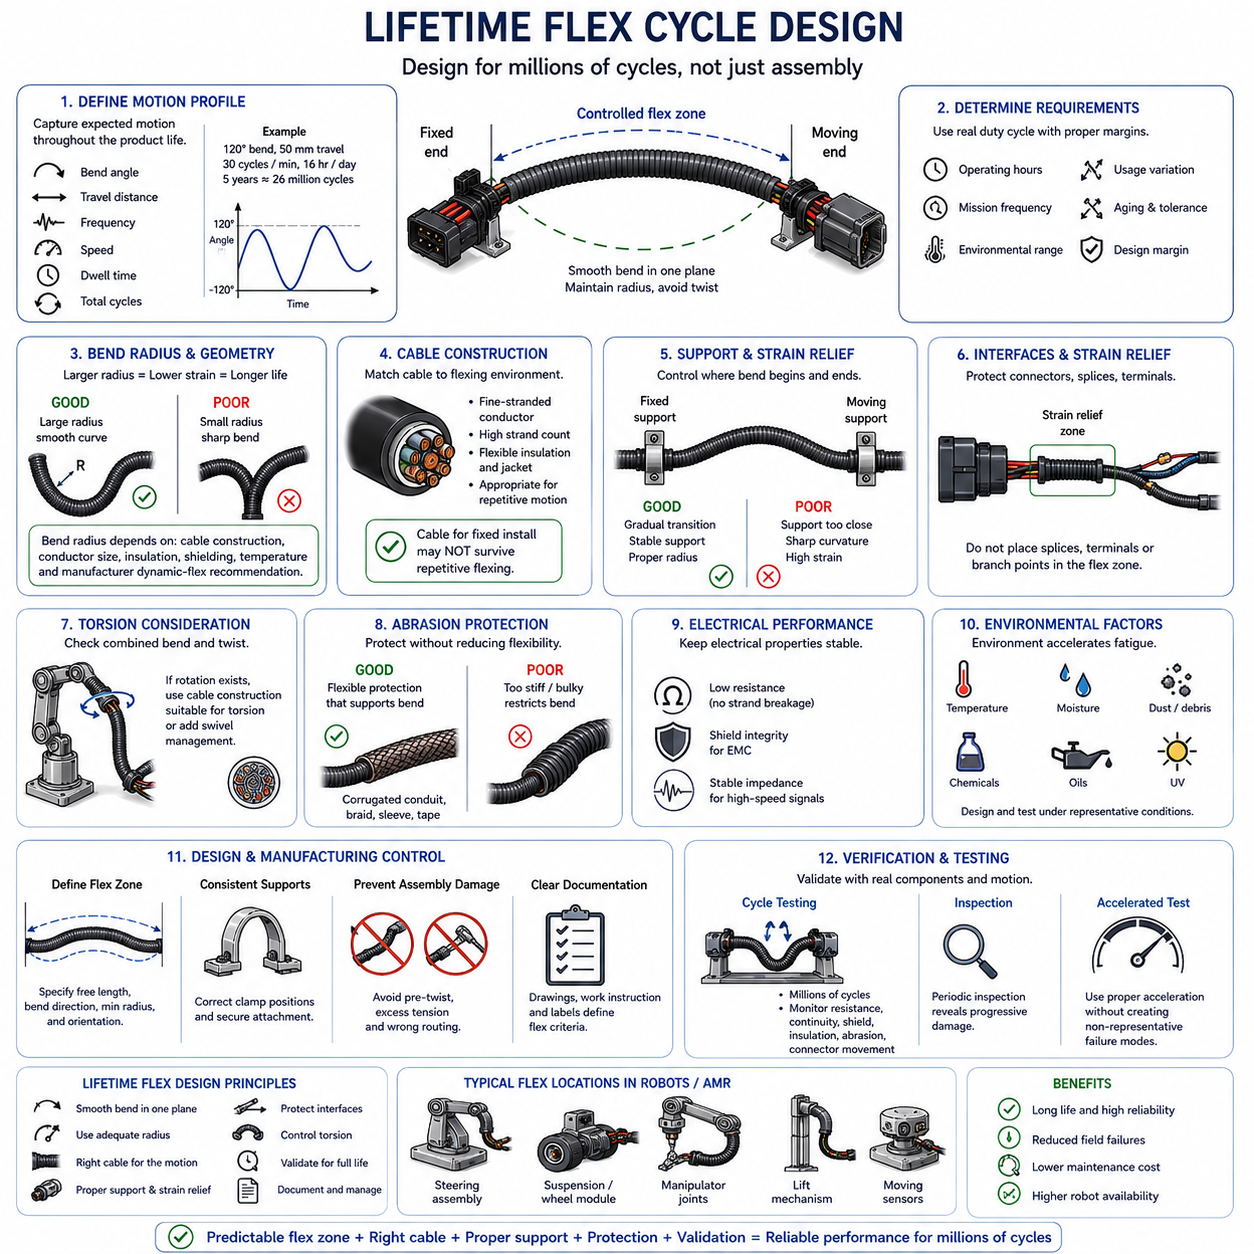 LIFETIME FLEX CYCLE DESIGN
Design for millions of cycles, not just assembly
1. DEFINE MOTION PROFILE
Capture expected motion
throughout the product life.
Bend angle
Travel distance
Frequency
Speed
Dwell time
Total cycles
Example
120° bend, 50 mm travel
30 cycles / min, 16 hr / day
5 years ≈ 26 million cycles
120°
Angle
-120°
Time
Controlled flex zone
Fixed
end
Moving
end
Smooth bend in one plane
Maintain radius, avoid twist
2. DETERMINE REQUIREMENTS
Use real duty cycle with proper margins.
Operating hours
Usage variation
Mission frequency
Aging & tolerance
Environmental range
Design margin
3. BEND RADIUS & GEOMETRY
Larger radius = Lower strain = Longer life
GOOD
Large radius
smooth curve
R
POOR
Small radius
sharp bend
Bend radius depends on: cable construction,
conductor size, insulation, shielding, temperature
and manufacturer dynamic-flex recommendation.
4. CABLE CONSTRUCTION
Match cable to flexing environment.
• Fine-stranded
conductor
• High strand count
• Flexible insulation
and jacket
• Appropriate for
repetitive motion
Cable for fixed install
may NOT survive
repetitive flexing.
5. SUPPORT & STRAIN RELIEF
Control where bend begins and ends.
Fixed
support
Moving
support
GOOD
Gradual transition
Stable support
Proper radius
POOR
Support too close
Sharp curvature
High strain
6. INTERFACES & STRAIN RELIEF
Protect connectors, splices, terminals.
Strain relief
zone
Do not place splices, terminals or
branch points in the flex zone.
7. TORSION CONSIDERATION
Check combined bend and twist.
If rotation exists,
use cable construction
suitable for torsion
or add swivel
management.
8. ABRASION PROTECTION
Protect without reducing flexibility.
GOOD
Flexible protection
that supports bend
POOR
Too stiff / bulky
restricts bend
Corrugated conduit,
braid, sleeve, tape
9. ELECTRICAL PERFORMANCE
Keep electrical properties stable.
Low resistance
(no strand breakage)
Shield integrity
for EMC
Stable impedance
for high-speed signals
10. ENVIRONMENTAL FACTORS
Environment accelerates fatigue.
Temperature
Moisture
Dust / debris
Chemicals
Oils
UV
Design and test under representative conditions.
11. DESIGN & MANUFACTURING CONTROL
Define Flex Zone
Specify free length,
bend direction, min radius,
and orientation.
Consistent Supports
Correct clamp positions
and secure attachment.
Prevent Assembly Damage
Avoid pre-twist,
excess tension
and wrong routing.
Clear Documentation
Drawings, work instruction
and labels define
flex criteria.
12. VERIFICATION & TESTING
Validate with real components and motion.
Cycle Testing
• Millions of cycles
• Monitor resistance,
continuity, shield,
insulation, abrasion,
connector movement
Inspection
Periodic inspection
reveals progressive
damage.
Accelerated Test
Use proper acceleration
without creating
non-representative
failure modes.
LIFETIME FLEX DESIGN PRINCIPLES
Smooth bend in one plane
Protect interfaces
Use adequate radius
Control torsion
Right cable for the motion
Validate for full life
Proper support & strain relief
Document and manage
TYPICAL FLEX LOCATIONS IN ROBOTS / AMR
Steering
assembly
Suspension /
wheel module
Manipulator
joints
Lift
mechanism
Moving
sensors
BENEFITS
Long life and high reliability
Reduced field failures
Lower maintenance cost
Higher robot availability
Predictable flex zone + Right cable + Proper support + Protection + Validation = Reliable performance for millions of cycles